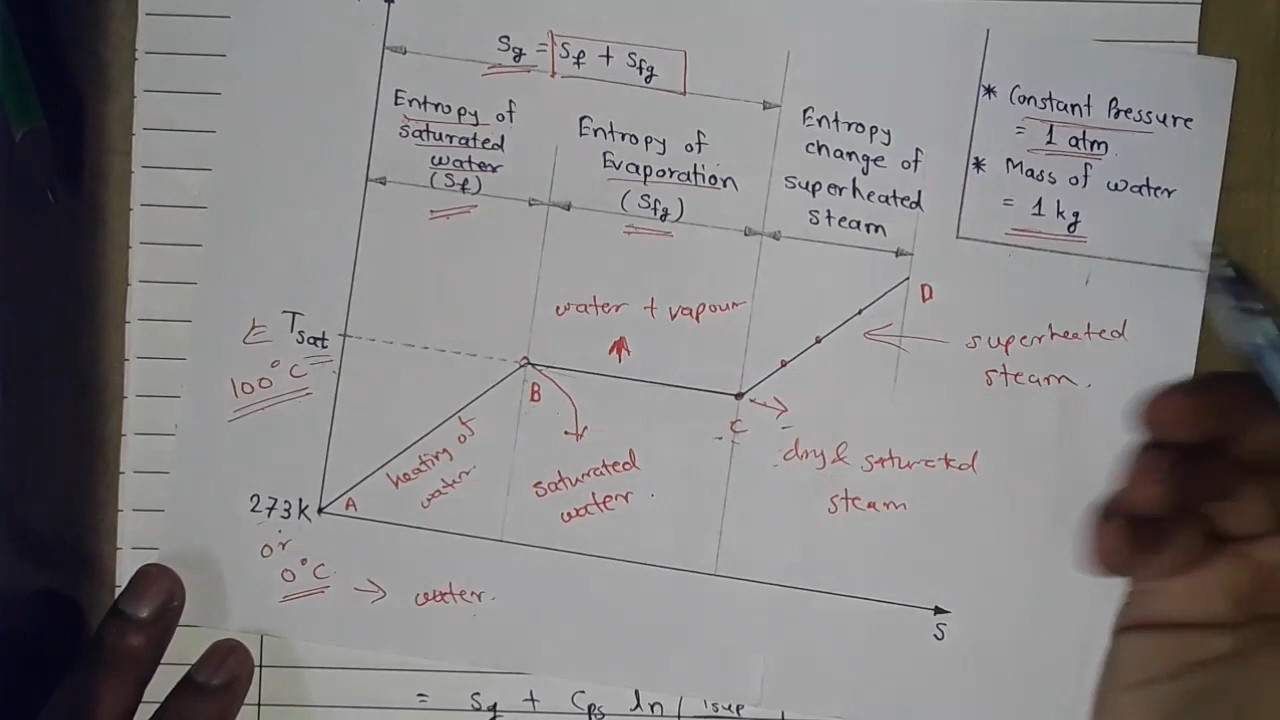 Sg = Sf + Sfg
Entropy of
saturated
water
(Sf)
Entropy of
Evaporation
(Sfg)
Entropy
change of
superheated
steam
* Constant Pressure
= 1 atm
* Mass of water
= 1 kg
Tsat
100°C
water + vapour
D
superheated
steam.
B
C
heating of
water.
saturated
water.
dry & saturated
steam
273K
A
or
0°C → water.
S
= Sg + Cps ln